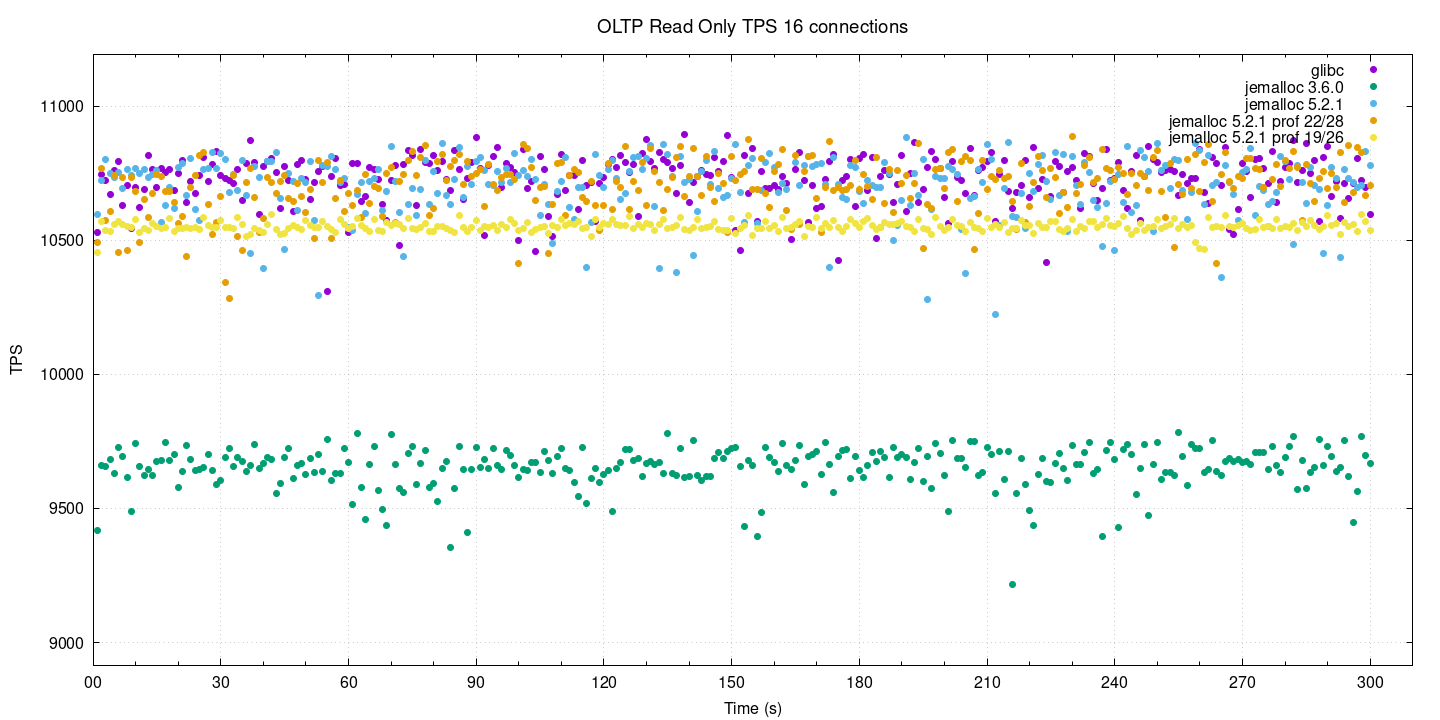 OLTP Read Only TPS 16 connections
glibc
jemalloc 3.6.0
jemalloc 5.2.1
jemalloc 5.2.1 prof 22/28
jemalloc 5.2.1 prof 19/26
11000
10500
10000
9500
9000
TPS
00 30 60 90 120 150 180 210 240 270 300
Time (s)